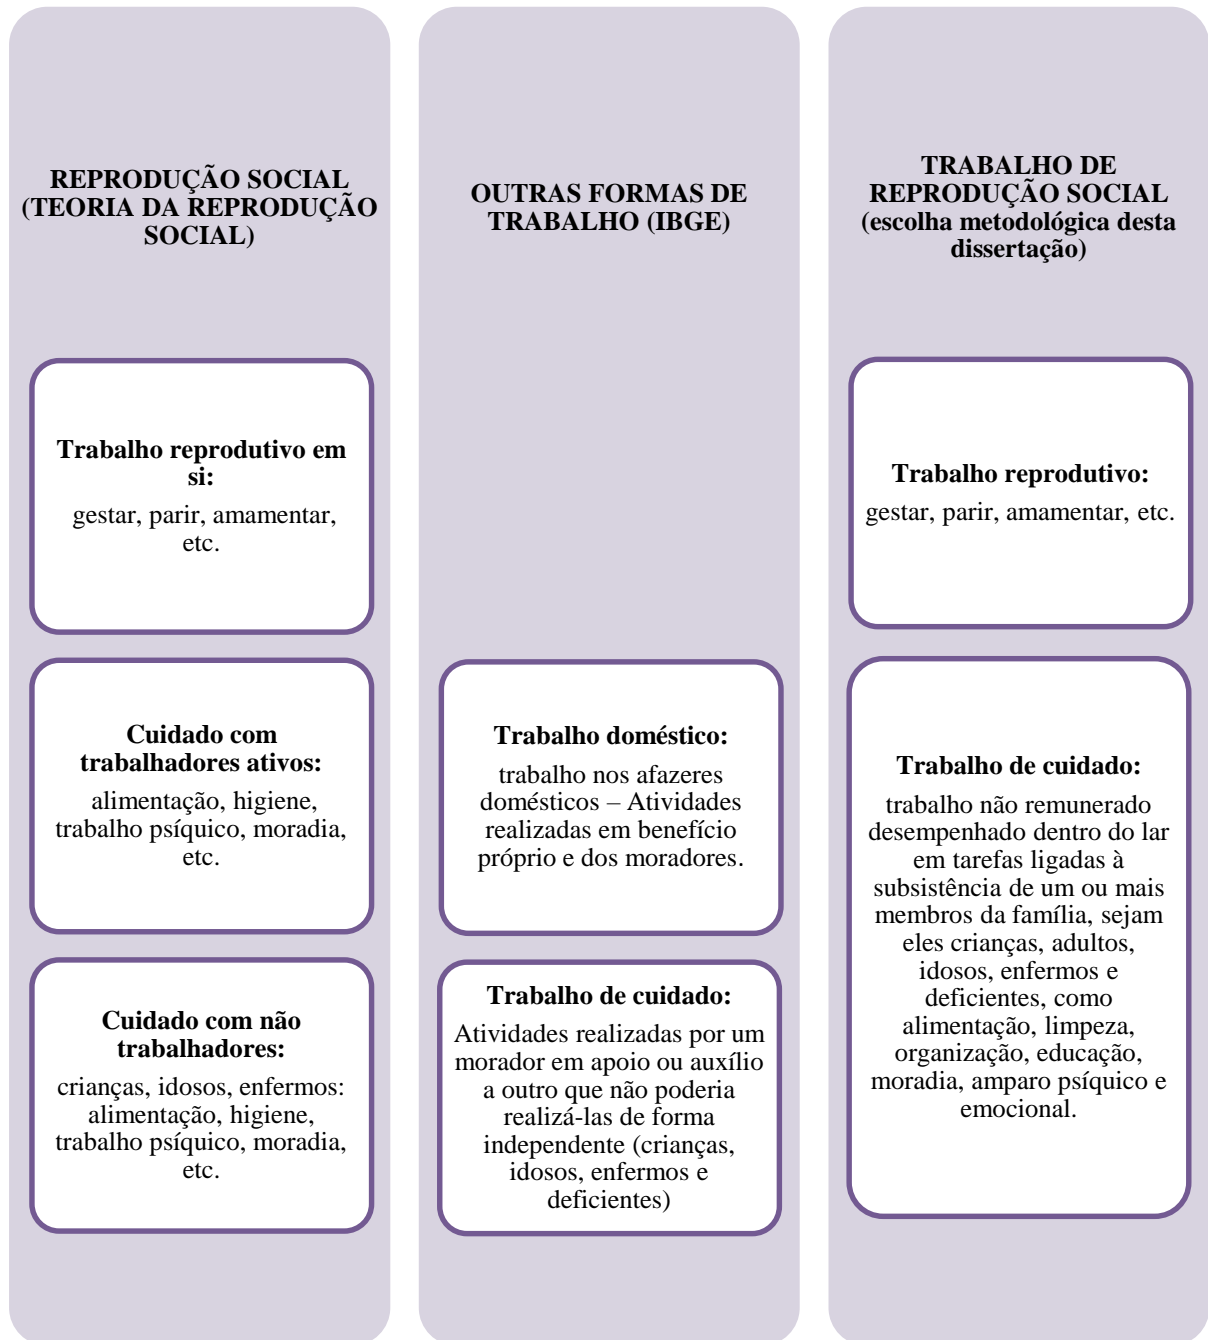 REPRODUÇÃO SOCIAL
(TEORIA DA REPRODUÇÃO
SOCIAL)
Trabalho reprodutivo em
si:
gestar, parir, amamentar,
etc.
Cuidado com
trabalhadores ativos:
alimentação, higiene,
trabalho psíquico, moradia,
etc.
Cuidado com não
trabalhadores:
crianças, idosos, enfermos:
alimentação, higiene,
trabalho psíquico, moradia,
etc.
OUTRAS FORMAS DE
TRABALHO (IBGE)
Trabalho doméstico:
trabalho nos afazeres
domésticos – Atividades
realizadas em benefício
próprio e dos moradores.
Trabalho de cuidado:
Atividades realizadas por um
morador em apoio ou auxílio
a outro que não poderia
realizá-las de forma
independente (crianças,
idosos, enfermos e
deficientes)
TRABALHO DE
REPRODUÇÃO SOCIAL
(escolha metodológica desta
dissertação)
Trabalho reprodutivo:
gestar, parir, amamentar, etc.
Trabalho de cuidado:
trabalho não remunerado
desempenhado dentro do lar
em tarefas ligadas à
subsistência de um ou mais
membros da família, sejam
eles crianças, adultos,
idosos, enfermos e
deficientes, como
alimentação, limpeza,
organização, educação,
moradia, amparo psíquico e
emocional.